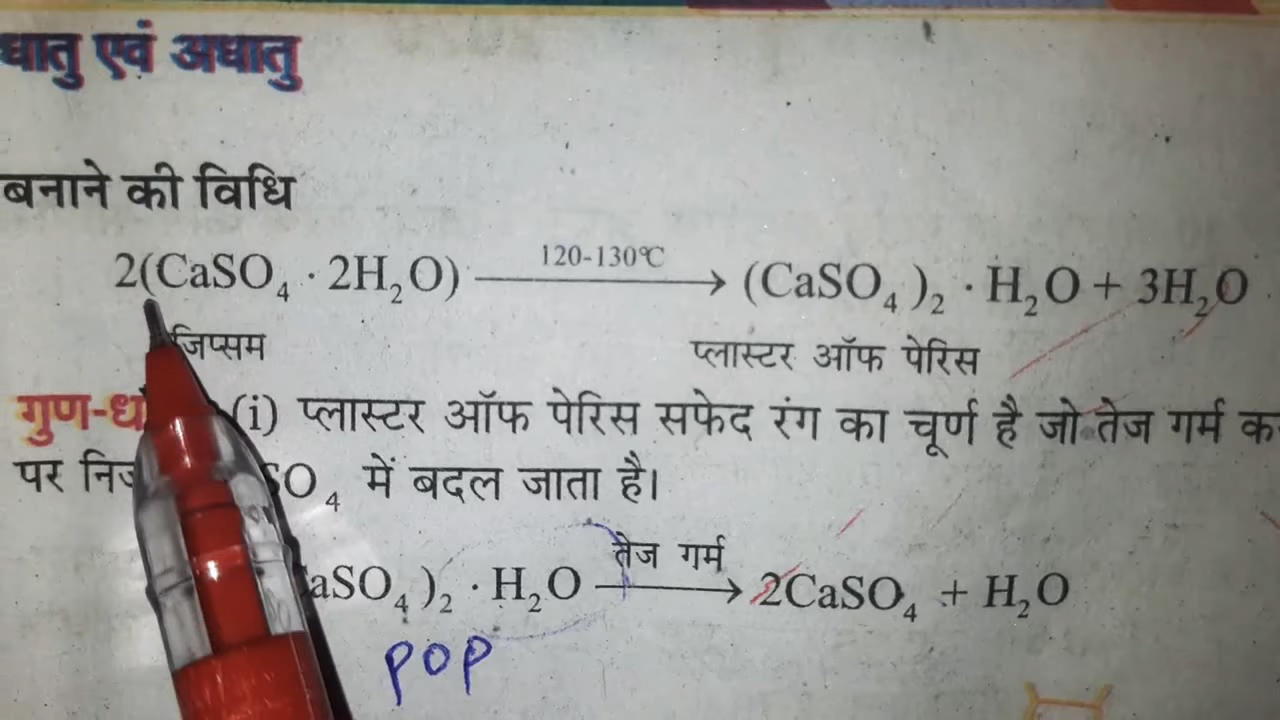 धातु एवं अधातु
बनाने की विधि
120-130°C
2(CaSO₄ · 2H₂O) ⟶ (CaSO₄)₂ · H₂O + 3H₂O
जिप्सम प्लास्टर ऑफ पेरिस
गुण-ध (i) प्लास्टर ऑफ पेरिस सफेद रंग का चूर्ण है जो तेज गर्म क
पर SO₄ में बदल जाता है।
तेज गर्म
aSO₄)₂ · H₂O ⟶ 2CaSO₄ + H₂O
POP